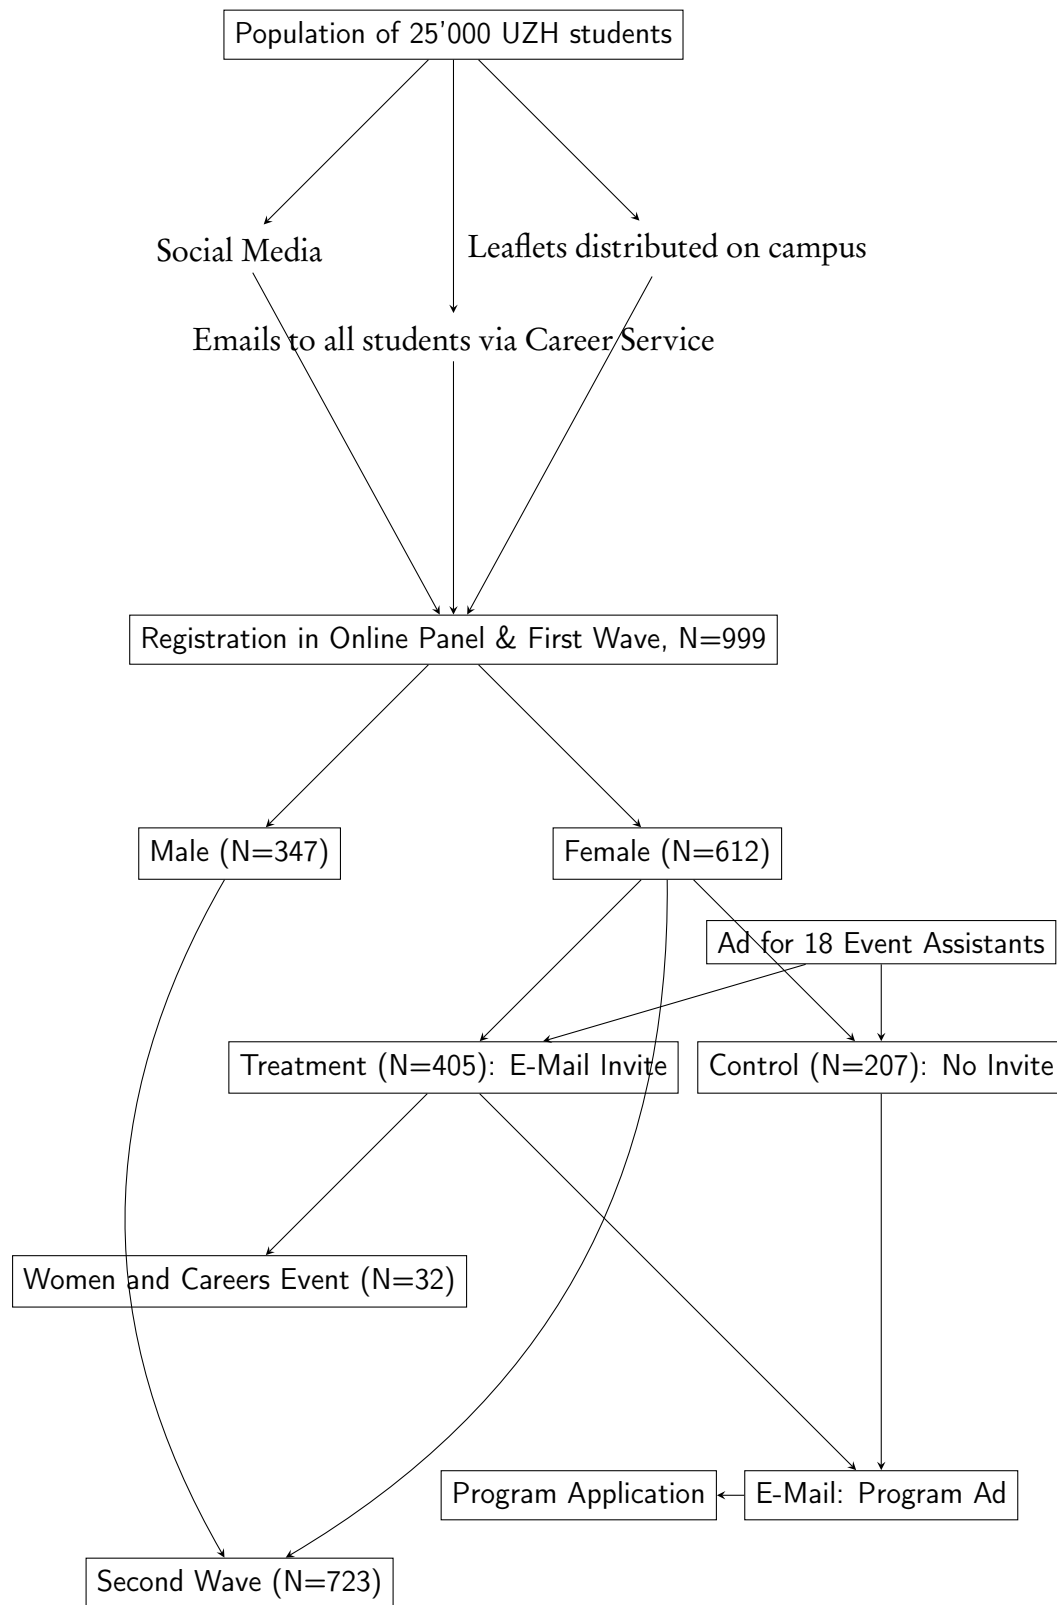 Population of 25'000 UZH students
Social Media
Leaflets distributed on campus
Emails to all students via Career Service
Registration in Online Panel & First Wave, N=999
Male (N=347)
Female (N=612)
Ad for 18 Event Assistants
Treatment (N=405): E-Mail Invite
Control (N=207): No Invite
Women and Careers Event (N=32)
Program Application
E-Mail: Program Ad
Second Wave (N=723)